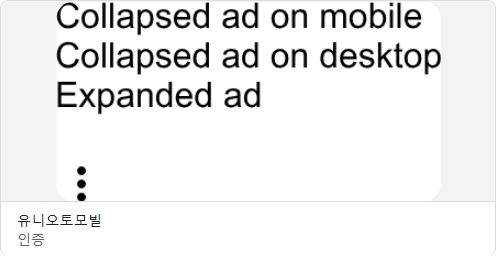 Collapsed ad on mobile
Collapsed ad on desktop
Expanded ad
유니오토모빌
인증